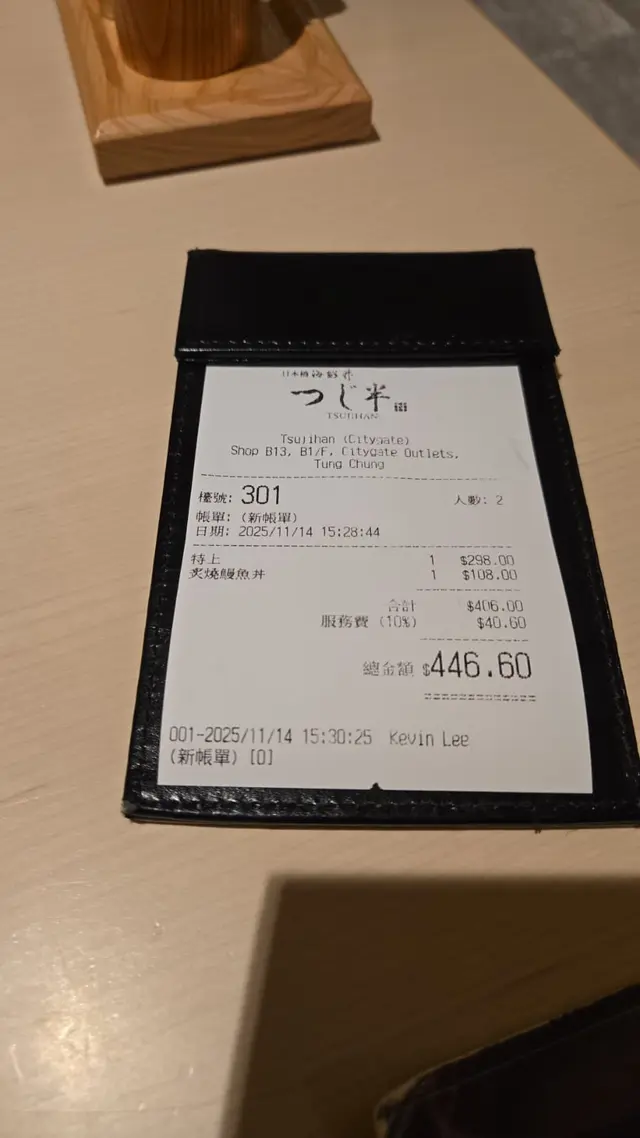 日本橋海鮮丼
つじ半
TSUJIHAN
Tsujihan (Citygate)
Shop B13, B1/F, Citygate Outlets,
Tung Chung
檯號: 301 人數: 2
帳單: (新帳單)
日期: 2025/11/14 15:28:44
特上 1 $298.00
炙燒鰻魚丼 1 $108.00
合計 $406.00
服務費 (10%) $40.60
總金額 $446.60
001-2025/11/14 15:30:25 Kevin Lee
(新帳單) [0]